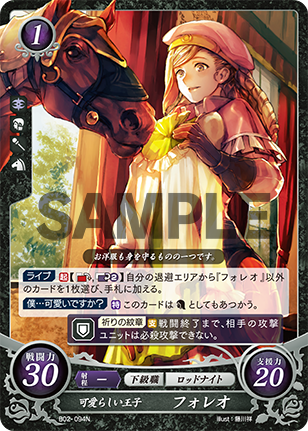 1
SAMPLE
お洋服も身を守るものの一つです。
ライブ 起 自分の退避エリアから『フォレオ』以外
のカードを1枚選び、手札に加える。
僕…可愛いですか? 特 このカードは としてもあつかう。
祈りの紋章 支 戦闘終了まで、相手の攻撃
ユニットは必殺攻撃できない。
戦闘力
30
射程
—
下級職
ロッドナイト
支援力
20
可愛らしい王子 フォレオ
B02-094N